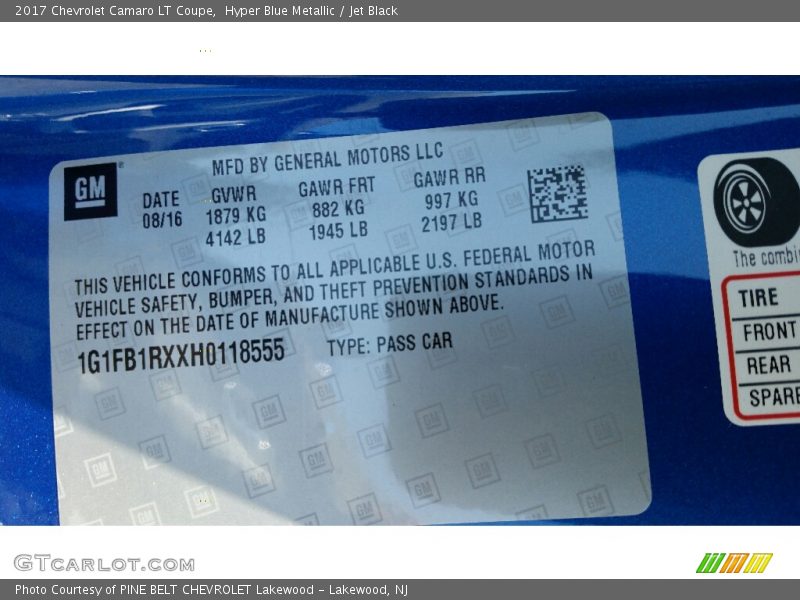 2017 Chevrolet Camaro LT Coupe, Hyper Blue Metallic / Jet Black
MFD BY GENERAL MOTORS LLC
GM
DATE GVWR GAWR FRT GAWR RR
08/16 1879 KG 882 KG 997 KG
4142 LB 1945 LB 2197 LB
THIS VEHICLE CONFORMS TO ALL APPLICABLE U.S. FEDERAL MOTOR
VEHICLE SAFETY, BUMPER, AND THEFT PREVENTION STANDARDS IN
EFFECT ON THE DATE OF MANUFACTURE SHOWN ABOVE.
1G1FB1RXXH0118555 TYPE: PASS CAR
The combi
TIRE
FRONT
REAR
SPARE
GTCARLOT.COM
Photo Courtesy of PINE BELT CHEVROLET Lakewood - Lakewood, NJ